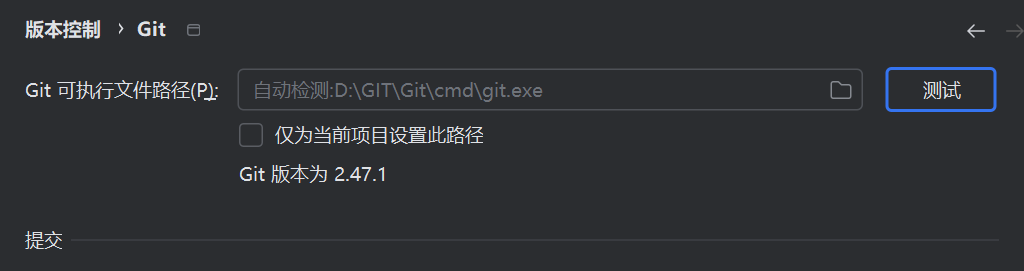 版本控制 › Git
Git 可执行文件路径(P): 自动检测:D:\GIT\Git\cmd\git.exe 测试
仅为当前项目设置此路径
Git 版本为 2.47.1
提交